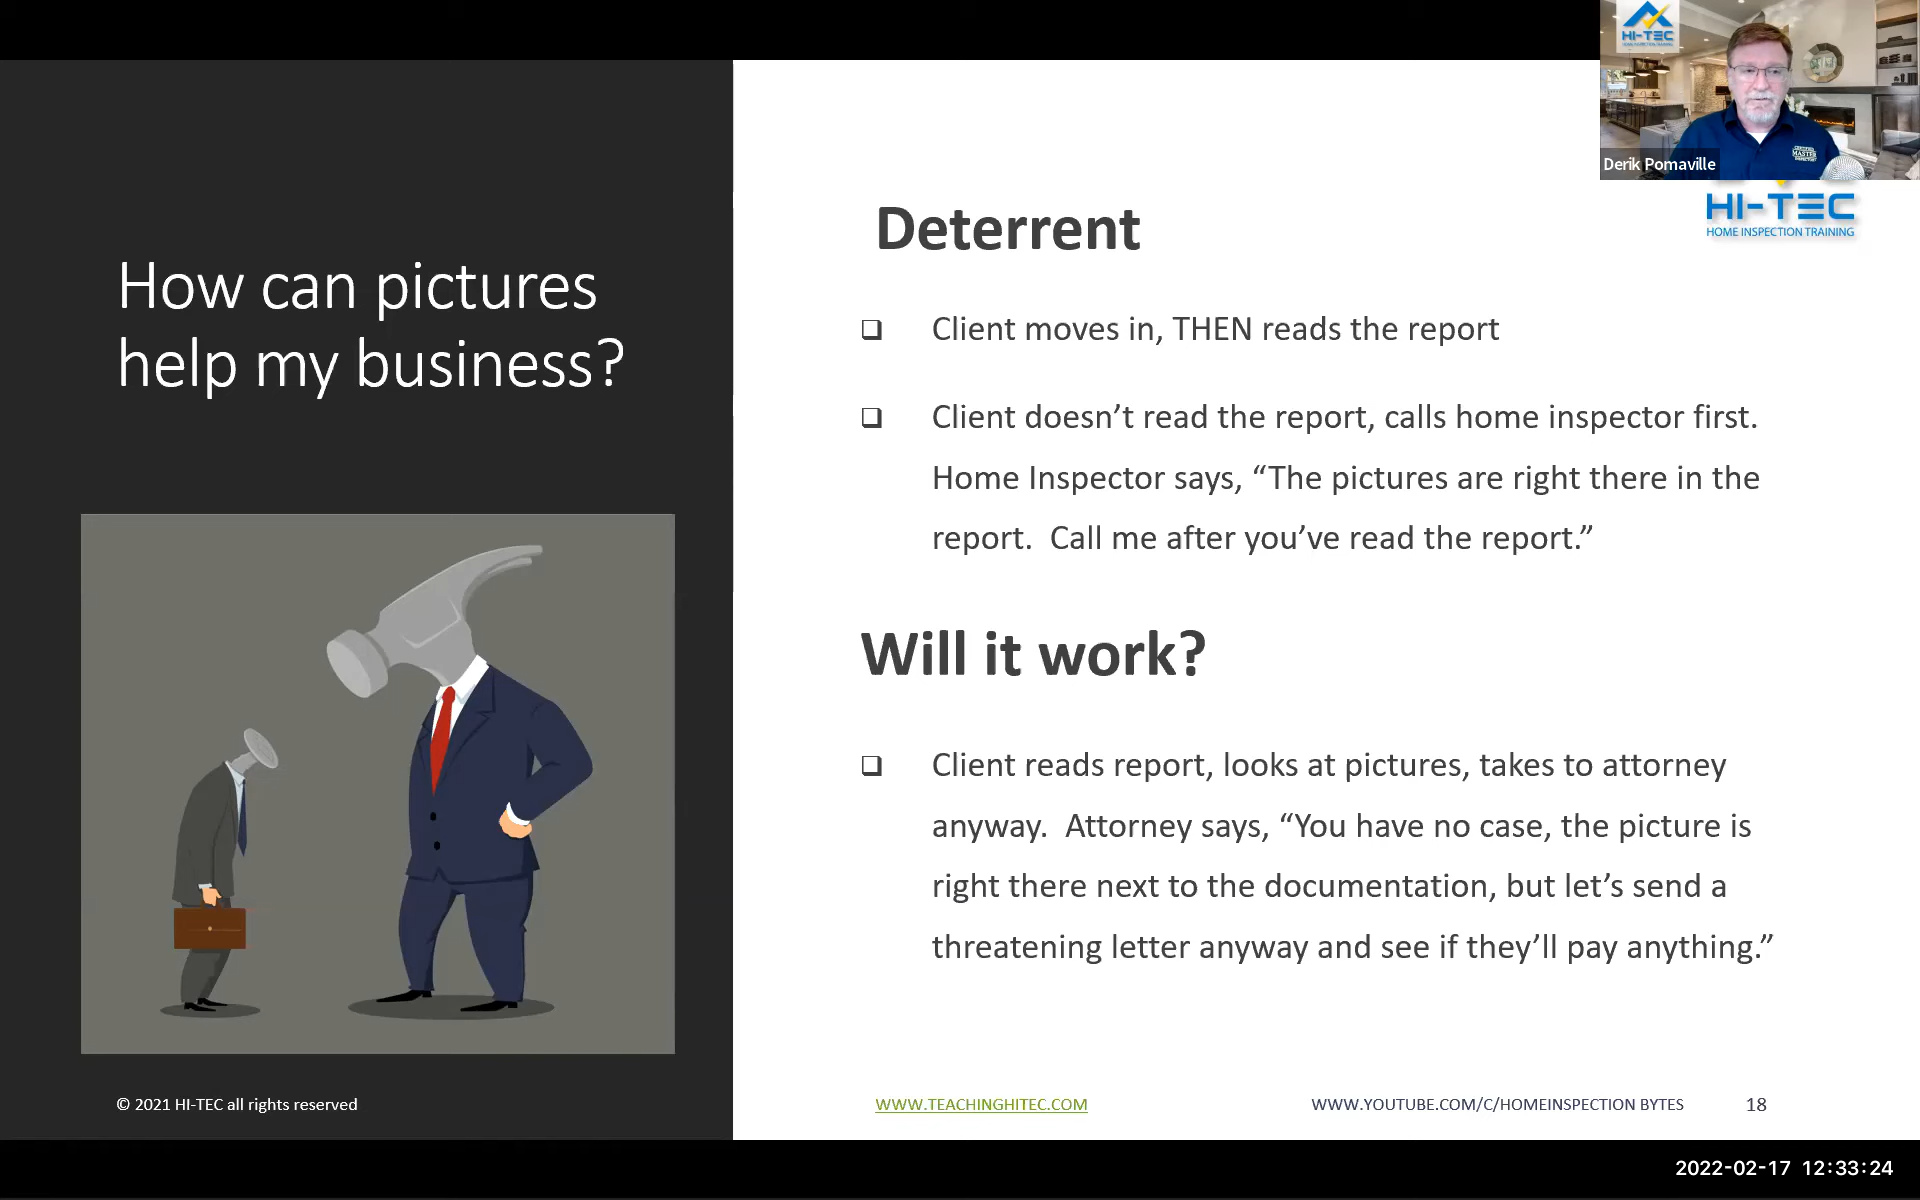 HI-TEC
Derik Pomaville
HI-TEC
HOME INSPECTION TRAINING
How can pictures
help my business?
Deterrent
❑ Client moves in, THEN reads the report
❑ Client doesn’t read the report, calls home inspector first.
Home Inspector says, “The pictures are right there in the
report.  Call me after you’ve read the report.”
Will it work?
❑ Client reads report, looks at pictures, takes to attorney
anyway.  Attorney says, “You have no case, the picture is
right there next to the documentation, but let’s send a
threatening letter anyway and see if they’ll pay anything.”
© 2021 HI-TEC all rights reserved
WWW.TEACHINGHITEC.COM
WWW.YOUTUBE.COM/C/HOMEINSPECTION BYTES
18
2022-02-17 12:33:24